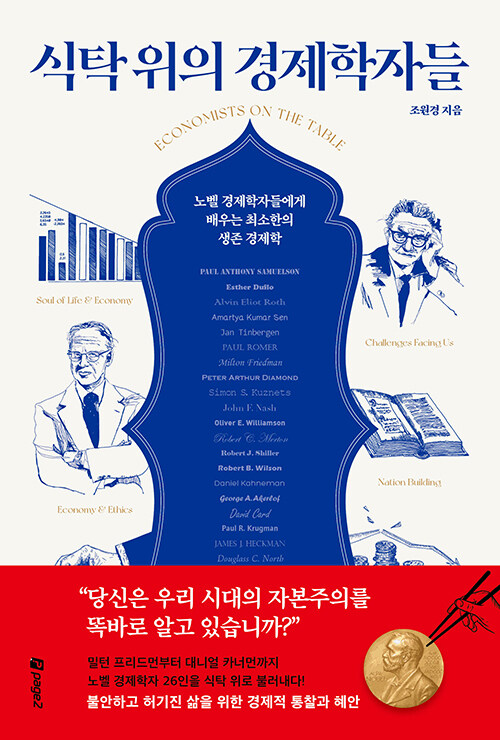 식탁 위의 경제학자들
조원경 지음
ECONOMISTS ON THE TABLE
노벨 경제학자들에게
배우는 최소한의
생존 경제학
PAUL ANTHONY SAMUELSON
Esther Duflo
Alvin Eliot Roth
Amartya Kumar Sen
Jan Tinbergen
PAUL ROMER
Milton Friedman
PETER ARTHUR DIAMOND
Simon S. Kuznets
John F. Nash
Oliver E. Williamson
Robert C. Merton
Robert J. Shiller
Robert B. Wilson
Daniel Kahneman
George A. Akerlof
David Card
Paul R. Krugman
JAMES J. HECKMAN
Douglass C. North
Soul of Life & Economy
Challenges Facing Us
Economy & Ethics
Nation Building
“당신은 우리 시대의 자본주의를
똑바로 알고 있습니까?”
밀턴 프리드먼부터 대니얼 카너먼까지
노벨 경제학자 26인을 식탁 위로 불러내다!
불안하고 허기진 삶을 위한 경제적 통찰과 혜안
page2